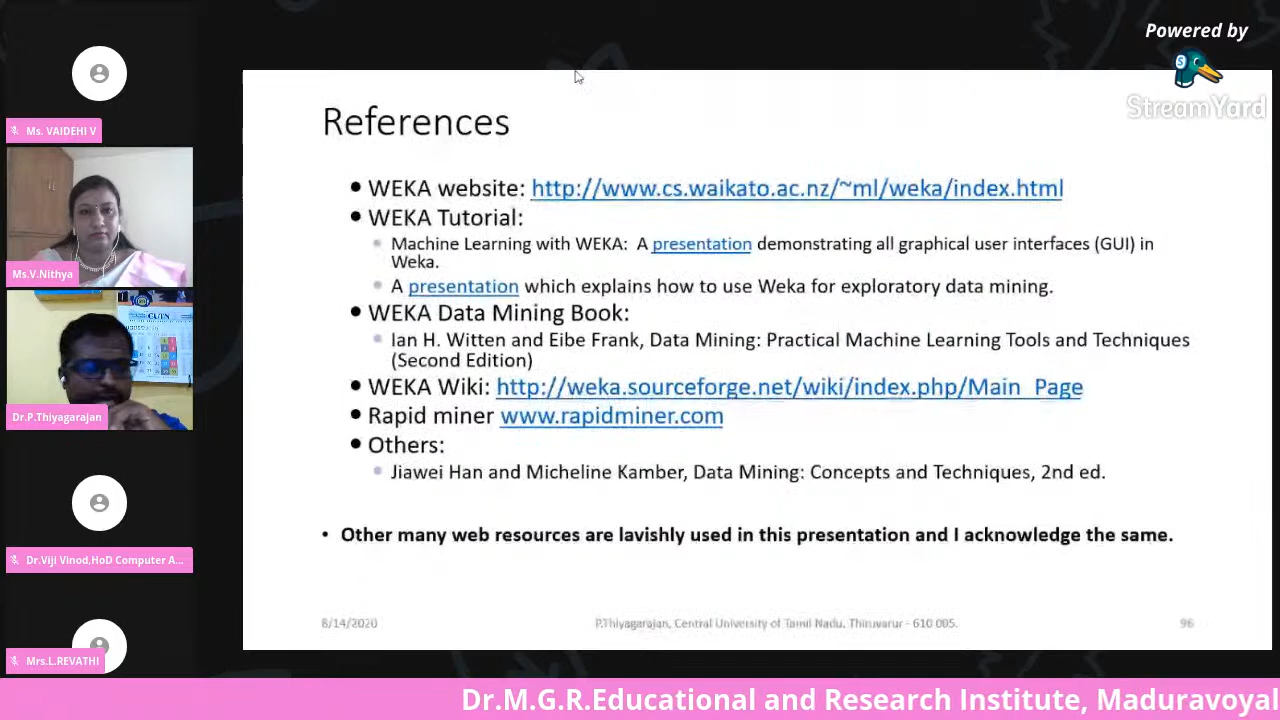 Powered by
StreamYard
Ms. VAIDEHI V
Ms.V.Nithya
Dr.P.Thiyagarajan
Dr.Viji Vinod,HoD Computer A...
Mrs.L.REVATHI
References
• WEKA website: http://www.cs.waikato.ac.nz/~ml/weka/index.html
• WEKA Tutorial:
• Machine Learning with WEKA: A presentation demonstrating all graphical user interfaces (GUI) in
Weka.
• A presentation which explains how to use Weka for exploratory data mining.
• WEKA Data Mining Book:
• Ian H. Witten and Eibe Frank, Data Mining: Practical Machine Learning Tools and Techniques
(Second Edition)
• WEKA Wiki: http://weka.sourceforge.net/wiki/index.php/Main_Page
• Rapid miner www.rapidminer.com
• Others:
• Jiawei Han and Micheline Kamber, Data Mining: Concepts and Techniques, 2nd ed.
• Other many web resources are lavishly used in this presentation and I acknowledge the same.
8/14/2020
P.Thiyagarajan, Central University of Tamil Nadu, Thiruvarur - 610 005.
96
Dr.M.G.R.Educational and Research Institute, Maduravoyal